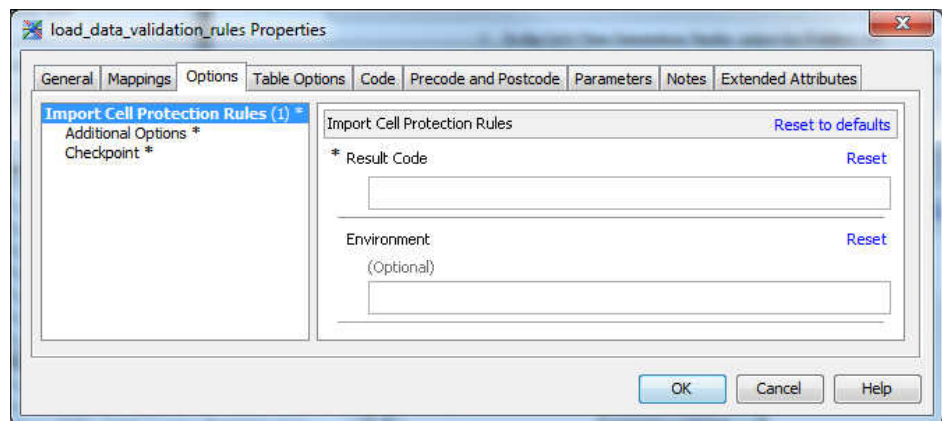 load_data_validation_rules Properties
General Mappings Options Table Options Code Precode and Postcode Parameters Notes Extended Attributes
Import Cell Protection Rules (1) *
Additional Options *
Checkpoint *
Import Cell Protection Rules Reset to defaults
* Result Code Reset
Environment Reset
(Optional)
OK Cancel Help